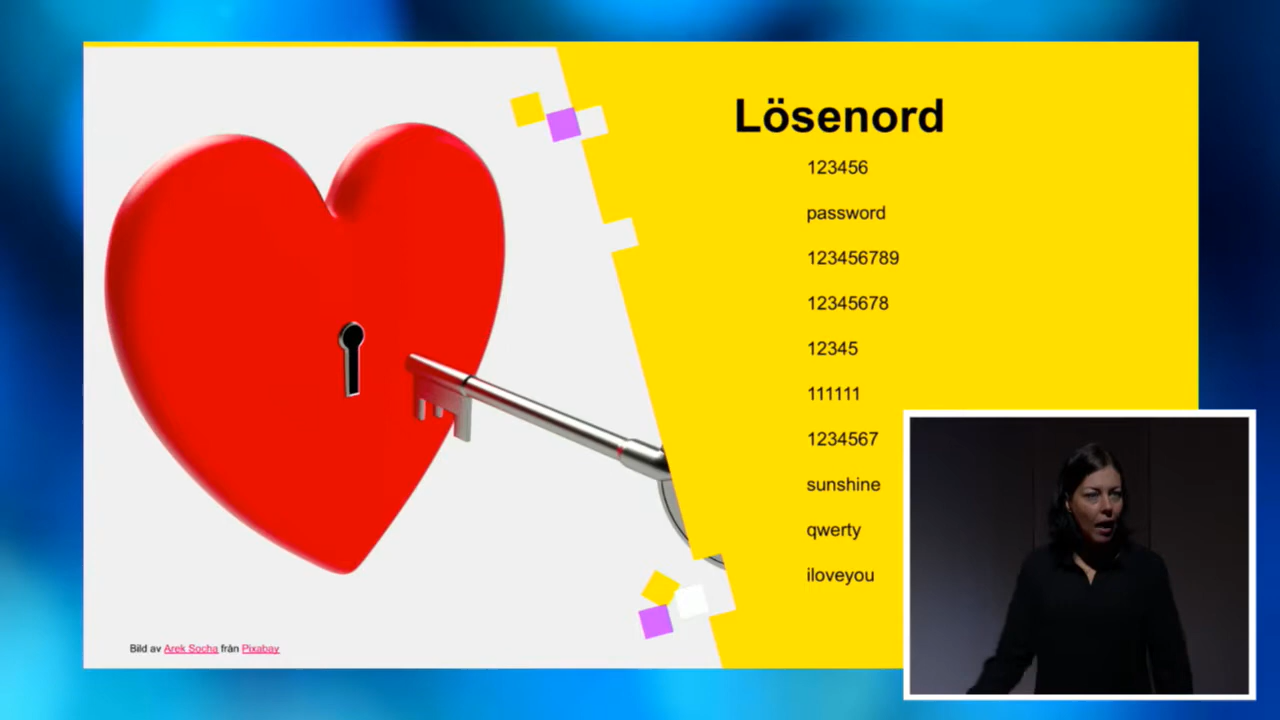 Lösenord
123456
password
123456789
12345678
12345
111111
1234567
sunshine
qwerty
iloveyou
Bild av Arek Socha från Pixabay